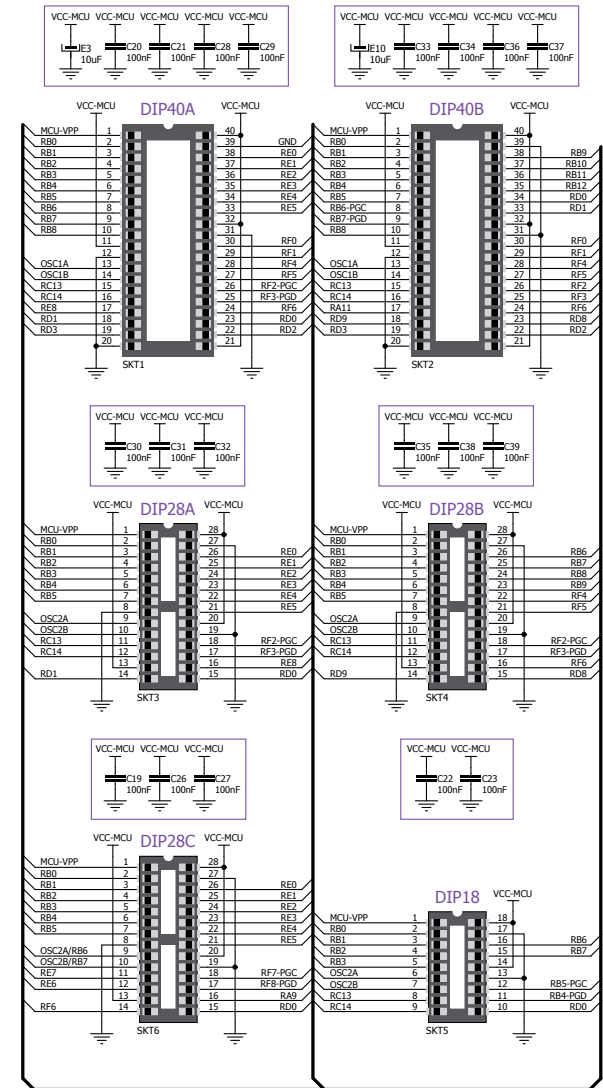 VCC-MCU VCC-MCU VCC-MCU VCC-MCU VCC-MCU
E3 C20 C21 C28 C29
10uF 100nF 100nF 100nF 100nF
VCC-MCU VCC-MCU VCC-MCU VCC-MCU VCC-MCU
E10 C33 C34 C36 C37
10uF 100nF 100nF 100nF 100nF
VCC-MCU DIP40A VCC-MCU
MCU-VPP 1 40
RB0 2 39 GND
RB1 3 38 RE0
RB2 4 37 RE1
RB3 5 36 RE2
RB4 6 35 RE3
RB5 7 34 RE4
RB6 8 33 RE5
RB7 9 32
RB8 10 31
11 30 RF0
12 29 RF1
OSC1A 13 28 RF4
OSC1B 14 27 RF5
RC13 15 26 RF2-PGC
RC14 16 25 RF3-PGD
RE8 17 24 RF6
RD1 18 23 RD0
RD3 19 22 RD2
20 21
SKT1
VCC-MCU DIP40B VCC-MCU
MCU-VPP 1 40
RB0 2 39
RB1 3 38 RB9
RB2 4 37 RB10
RB3 5 36 RB11
RB4 6 35 RB12
RB5 7 34 RD0
RB6-PGC 8 33 RD1
RB7-PGD 9 32
RB8 10 31
11 30 RF0
12 29 RF1
OSC1A 13 28 RF4
OSC1B 14 27 RF5
RC13 15 26 RF2
RC14 16 25 RF3
RA11 17 24 RF6
RD9 18 23 RD8
RD3 19 22 RD2
20 21
SKT2
VCC-MCU VCC-MCU VCC-MCU
C30 C31 C32
100nF 100nF 100nF
VCC-MCU VCC-MCU VCC-MCU
C35 C38 C39
100nF 100nF 100nF
VCC-MCU DIP28A VCC-MCU
MCU-VPP 1 28
RB0 2 27
RB1 3 26 RE0
RB2 4 25 RE1
RB3 5 24 RE2
RB4 6 23 RE3
RB5 7 22 RE4
8 21 RE5
OSC2A 9 20
OSC2B 10 19
RC13 11 18 RF2-PGC
RC14 12 17 RF3-PGD
13 16 RE8
RD1 14 15 RD0
SKT3
VCC-MCU DIP28B VCC-MCU
MCU-VPP 1 28
RB0 2 27
RB1 3 26 RB6
RB2 4 25 RB7
RB3 5 24 RB8
RB4 6 23 RB9
RB5 7 22 RF4
8 21 RF5
OSC2A 9 20
OSC2B 10 19
RC13 11 18 RF2-PGC
RC14 12 17 RF3-PGD
13 16 RF6
RD9 14 15 RD8
SKT4
VCC-MCU VCC-MCU VCC-MCU
C19 C26 C27
100nF 100nF 100nF
VCC-MCU VCC-MCU
C22 C23
100nF 100nF
VCC-MCU DIP28C VCC-MCU
MCU-VPP 1 28
RB0 2 27
RB1 3 26 RE0
RB2 4 25 RE1
RB3 5 24 RE2
RB4 6 23 RE3
RB5 7 22 RE4
8 21 RE5
OSC2A/RB6 9 20
OSC2B/RB7 10 19
RE7 11 18 RF7-PGC
RE6 12 17 RF8-PGD
13 16 RA9
RF6 14 15 RD0
SKT6
DIP18 VCC-MCU
MCU-VPP 1 18
RB0 2 17
RB1 3 16 RB6
RB2 4 15 RB7
RB3 5 14
OSC2A 6 13
OSC2B 7 12 RB5-PGC
RC13 8 11 RB4-PGD
RC14 9 10 RD0
SKT5